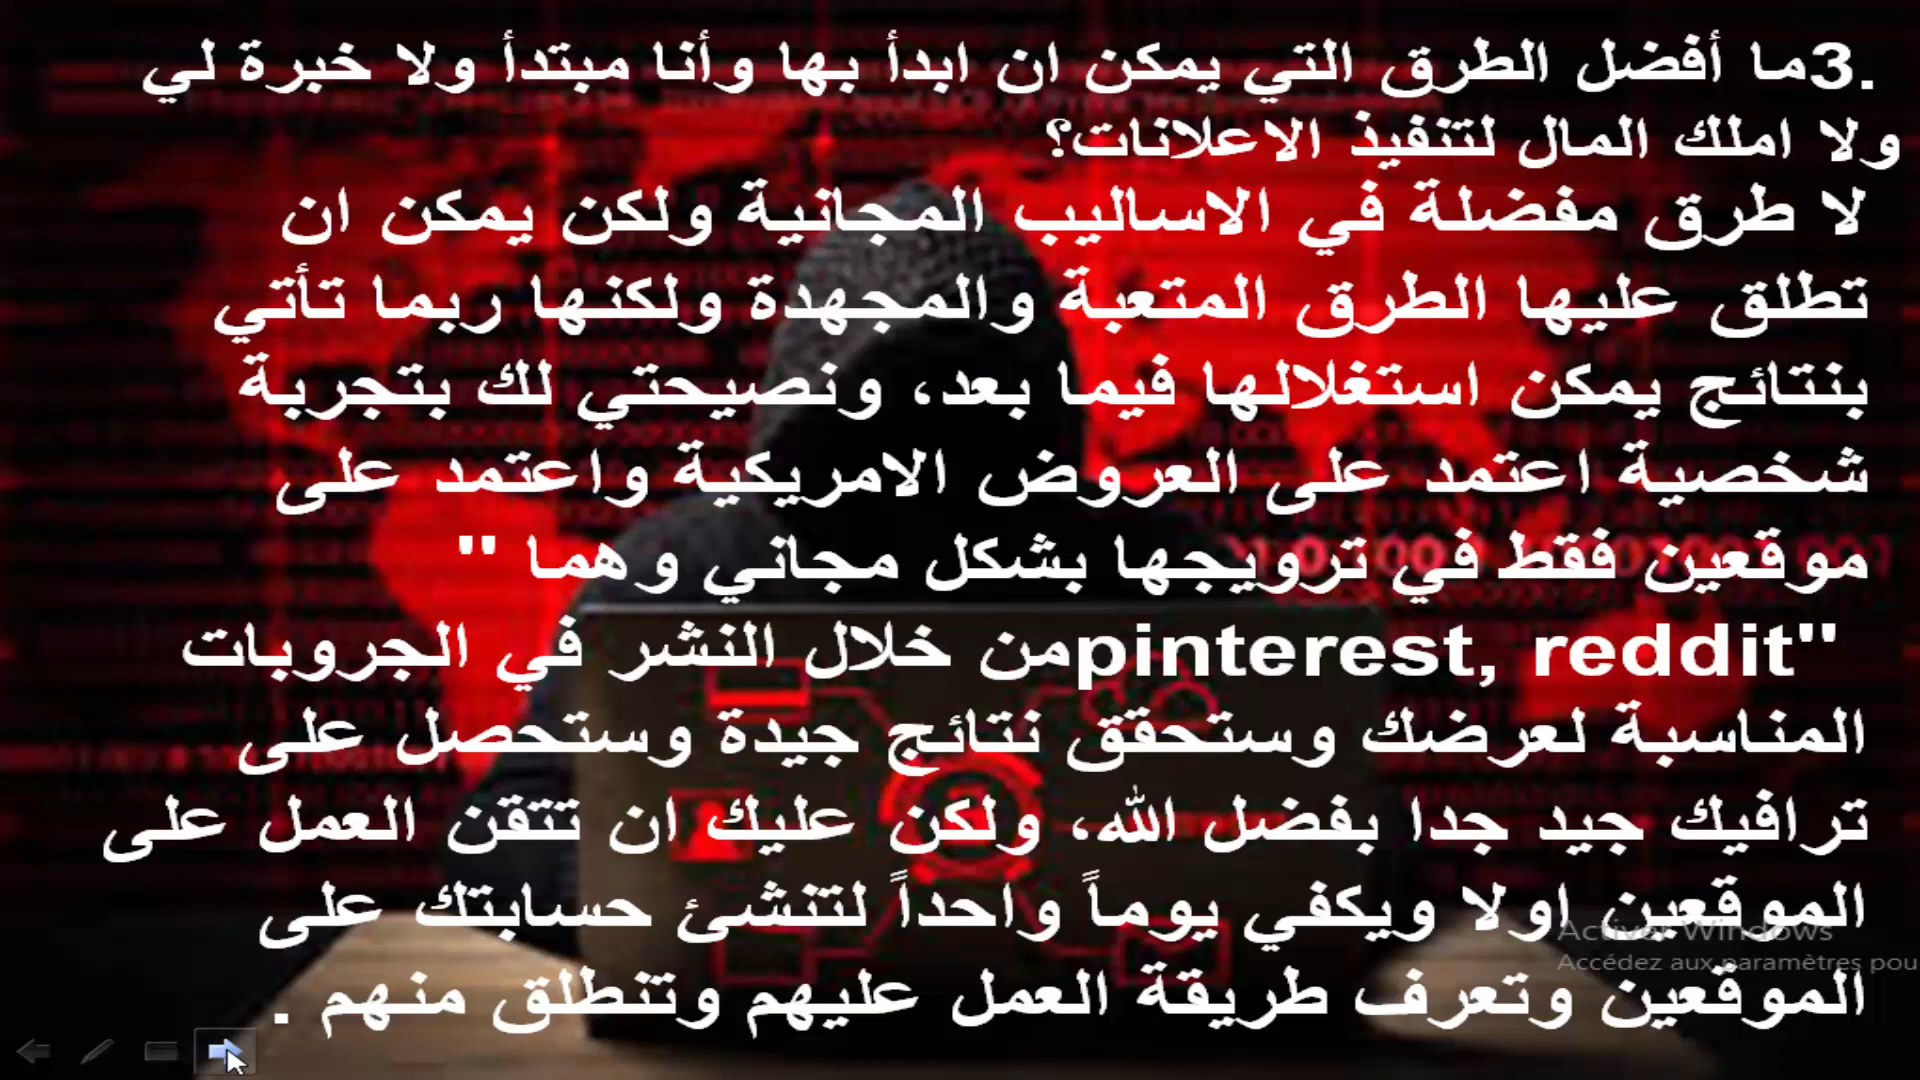 3.ما أفضل الطرق التي يمكن ان ابدأ بها وأنا مبتدأ ولا خبرة لي
ولا املك المال لتنفيذ الاعلانات؟
لا طرق مفضلة في الاساليب المجانية ولكن يمكن ان
تطلق عليها الطرق المتعبة والمجهدة ولكنها ربما تأتي
بنتائج يمكن استغلالها فيما بعد، ونصيحتي لك بتجربة
شخصية اعتمد على العروض الامريكية واعتمد على
موقعين فقط في ترويجها بشكل مجاني وهما "
"pinterest, reddit من خلال النشر في الجروبات
المناسبة لعرضك وستحقق نتائج جيدة وستحصل على
ترافيك جيد جدا بفضل الله، ولكن عليك ان تتقن العمل على
الموقعين اولا ويكفي يوماً واحداً لتنشئ حسابتك على
الموقعين وتعرف طريقة العمل عليهم وتنطلق منهم .
Activer Windows
Accédez aux paramètres pou